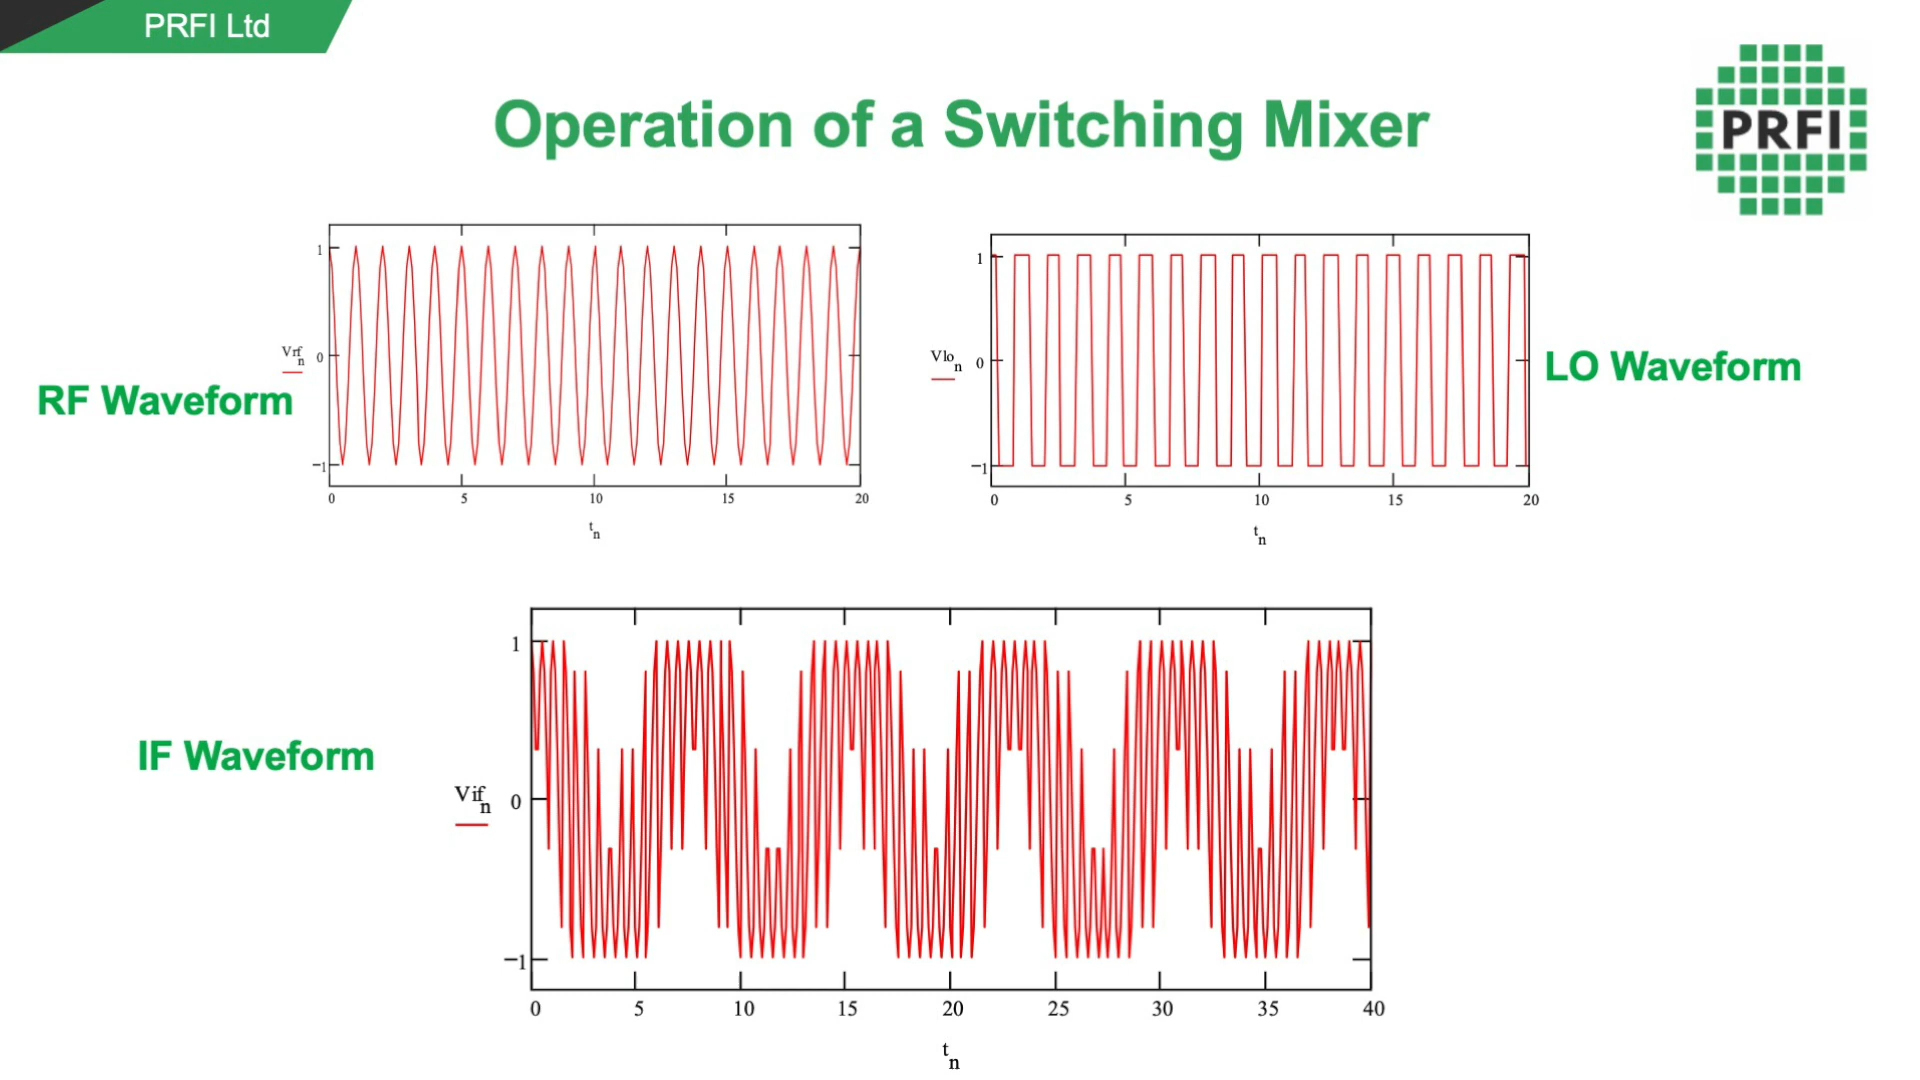 PRFI Ltd
Operation of a Switching Mixer
PRFI
RF Waveform
Vrf n
1
0
−1
0 5 10 15 20
t n
Vlo n
1
0
−1
0 5 10 15 20
t n
LO Waveform
IF Waveform
Vif n
1
0
−1
0 5 10 15 20 25 30 35 40
t n